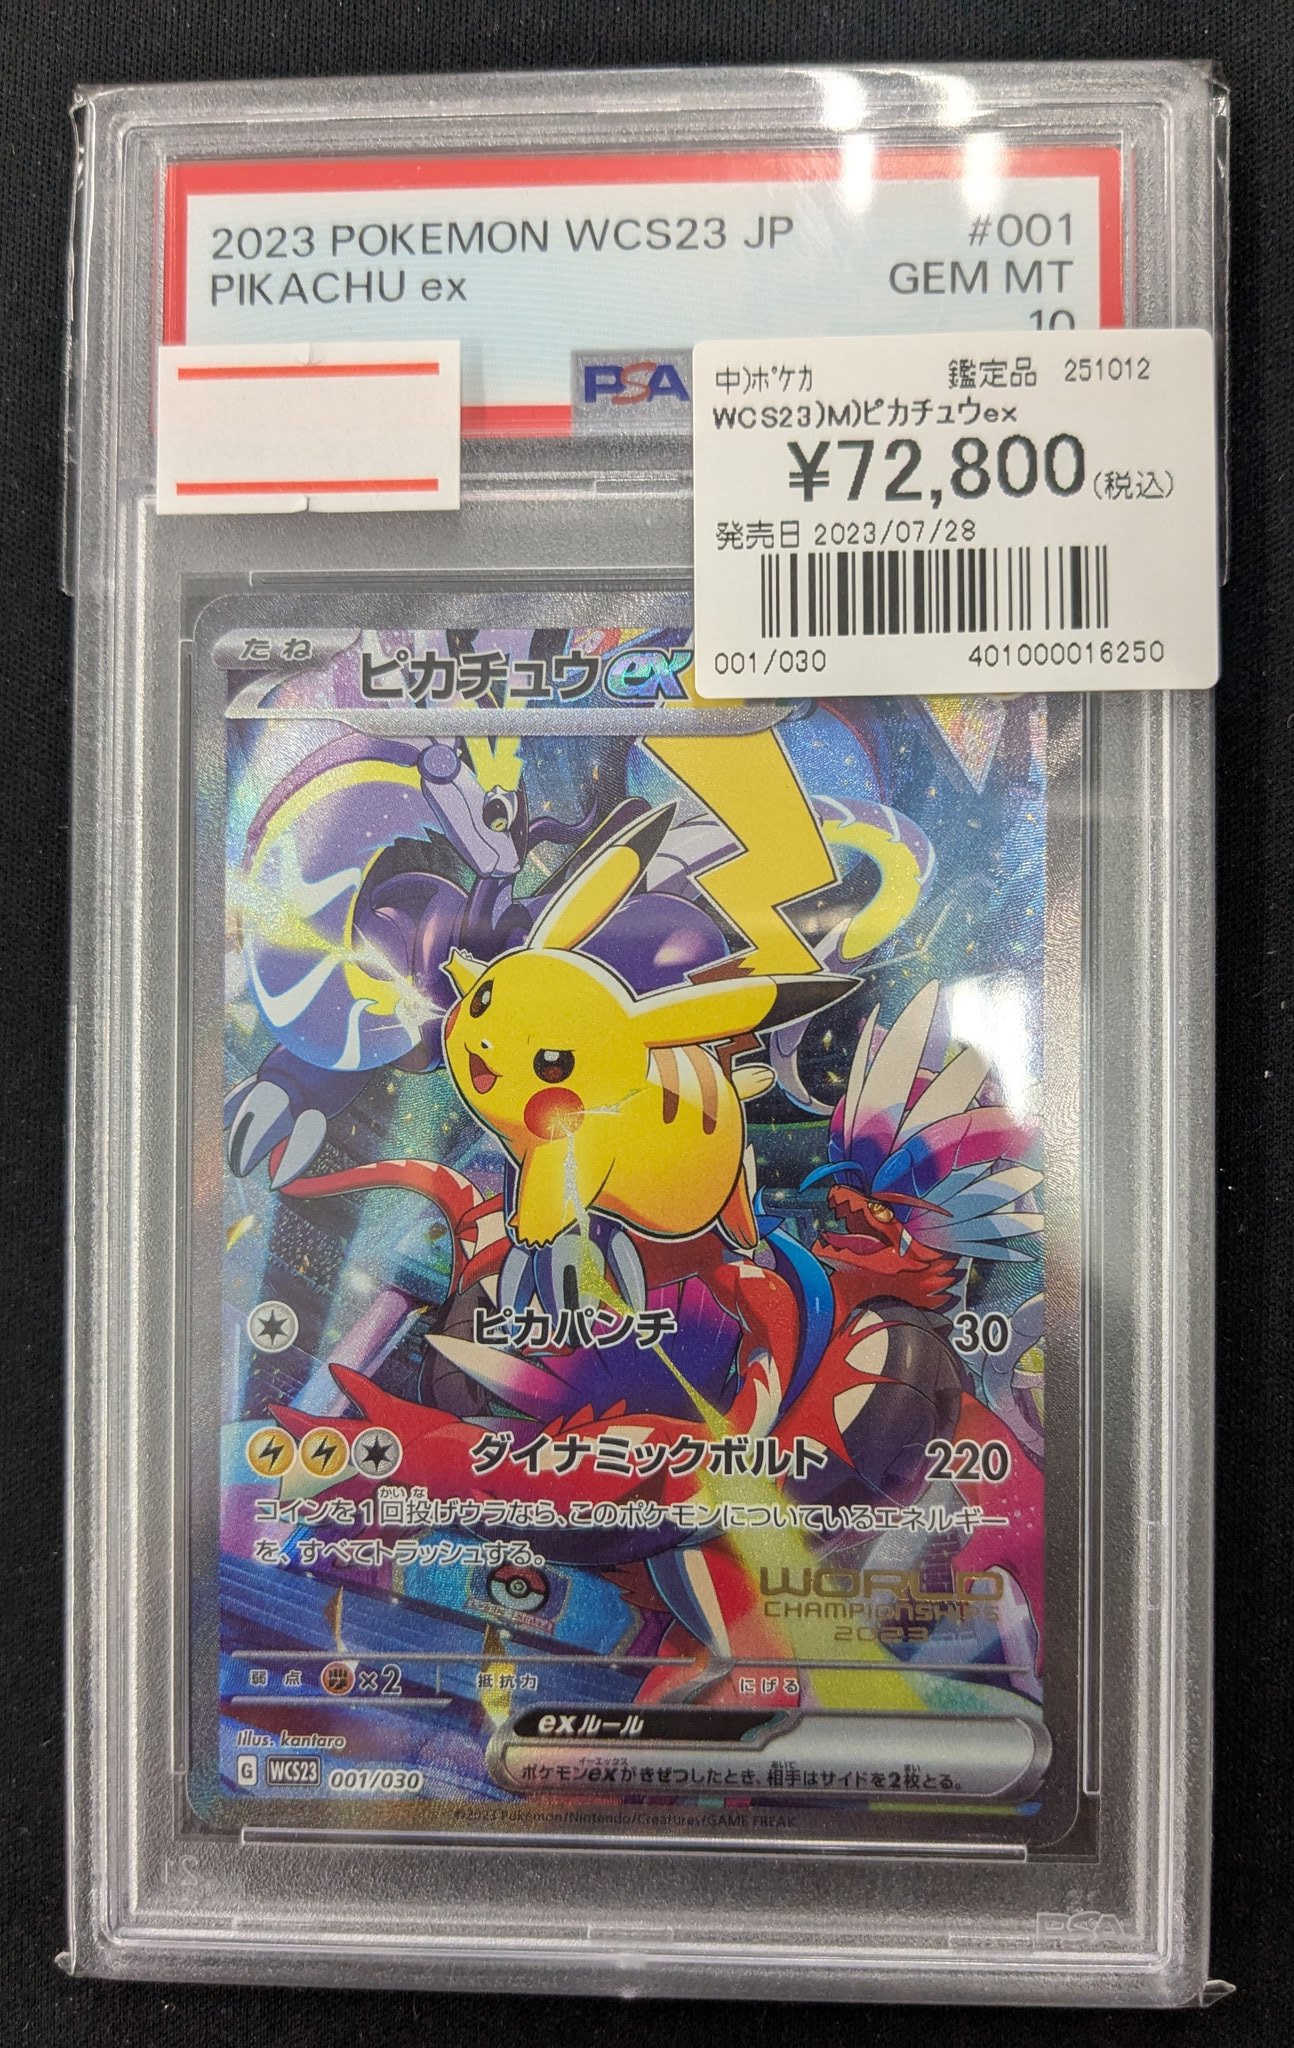 2023 POKEMON WCS23 JP #001
PIKACHU ex GEM MT
10
PSA
中)ポケカ 鑑定品 251012
WCS23)M)ピカチュウex
¥72,800(税込)
発売日 2023/07/28
001/030 401000016250
たね ピカチュウex
ピカパンチ 30
ダイナミックボルト 220
コインを1回投げウラなら、このポケモンについているエネルギー
を、すべてトラッシュする。
WORLD
CHAMPIONSHIPS
2023
弱点 ×2 抵抗力 にげる
exルール
ポケモンexがきぜつしたとき、相手はサイドを2枚とる。
Illus. kantaro
G WCS23 001/030
©2023 Pokémon/Nintendo/Creatures/GAME FREAK
PSA